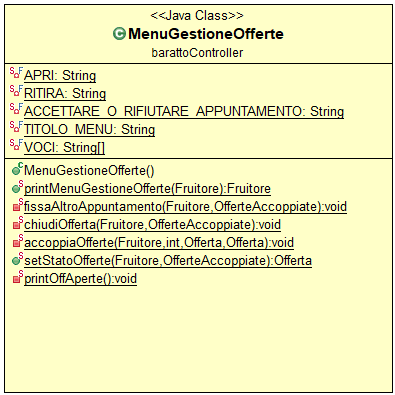 <<Java Class>>
MenuGestioneOfferte
barattoController
APRI: String
RITIRA: String
ACCETTARE_O_RIFIUTARE_APPUNTAMENTO: String
TITOLO_MENU: String
VOCI: String[]
MenuGestioneOfferte()
printMenuGestioneOfferte(Fruitore):Fruitore
fissaAltroAppuntamento(Fruitore,OfferteAccoppiate):void
chiudiOfferta(Fruitore,OfferteAccoppiate):void
accoppiaOfferte(Fruitore,int,Offerta,Offerta):void
setStatoOfferte(Fruitore,OfferteAccoppiate):Offerta
printOffAperte():void